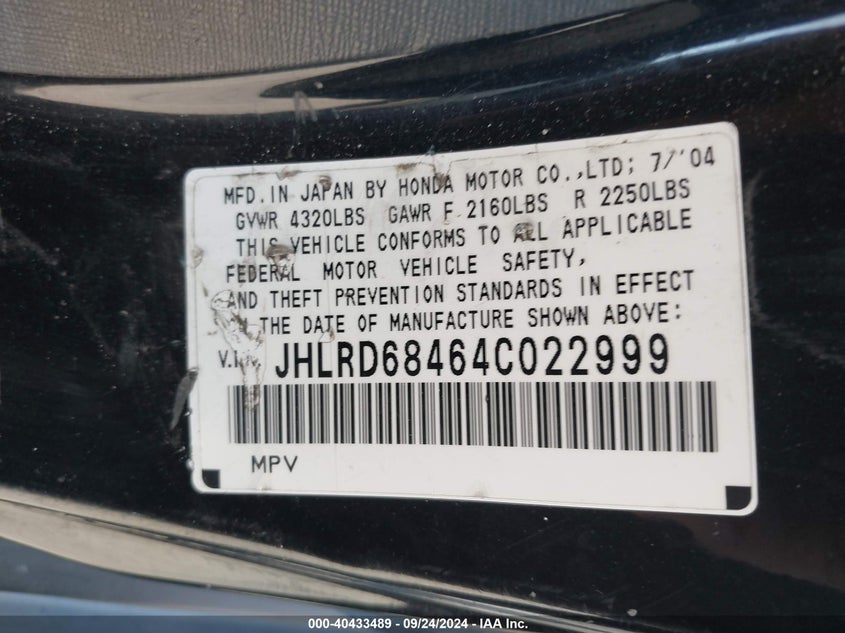 MFD.IN JAPAN BY HONDA MOTOR CO.,LTD; 7/'04
GVWR 4320LBS GAWR F 2160LBS R 2250LBS
THIS VEHICLE CONFORMS TO ALL APPLICABLE
FEDERAL MOTOR VEHICLE SAFETY,
AND THEFT PREVENTION STANDARDS IN EFFECT
THE DATE OF MANUFACTURE SHOWN ABOVE:
JHLRD68464C022999
MPV
000-40433489 - 09/24/2024 - IAA Inc.